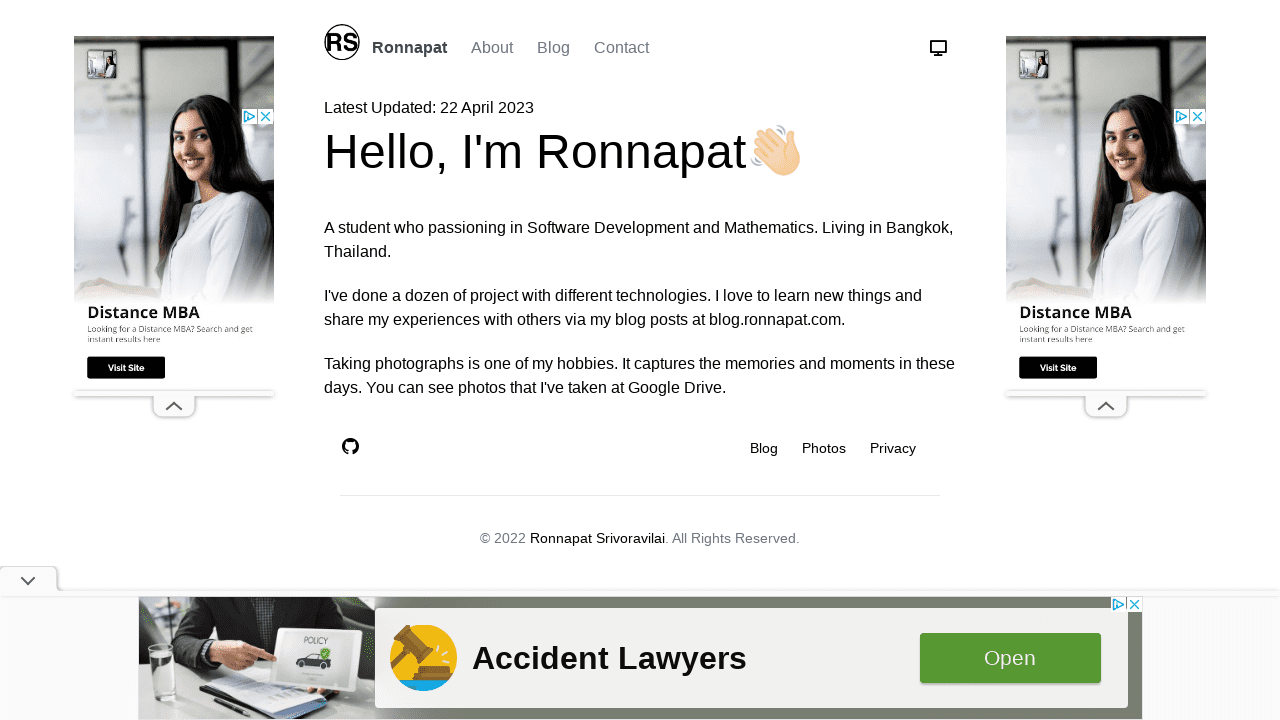 RS
Ronnapat About Blog Contact
Latest Updated: 22 April 2023
Hello, I'm Ronnapat👋🏻
A student who passioning in Software Development and Mathematics. Living in Bangkok,
Thailand.
I've done a dozen of project with different technologies. I love to learn new things and
share my experiences with others via my blog posts at blog.ronnapat.com.
Taking photographs is one of my hobbies. It captures the memories and moments in these
days. You can see photos that I've taken at Google Drive.
Blog Photos Privacy
© 2022 Ronnapat Srivoravilai. All Rights Reserved.
Distance MBA
Looking for a Distance MBA? Search and get
instant results here
Visit Site
Distance MBA
Looking for a Distance MBA? Search and get
instant results here
Visit Site
POLICY
Accident Lawyers
Open